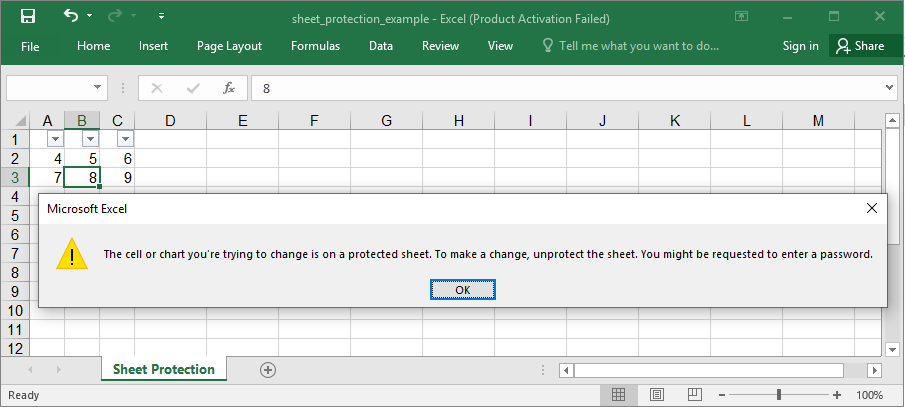 sheet_protection_example - Excel (Product Activation Failed)
File Home Insert Page Layout Formulas Data Review View Tell me what you want to do... Sign in Share
fx 8
A B C D E F G H I J K L M
1
2 4 5 6
3 7 8 9
4
5
6
7
8
9
10
11
12
Microsoft Excel
The cell or chart you're trying to change is on a protected sheet. To make a change, unprotect the sheet. You might be requested to enter a password.
OK
Sheet Protection
Ready 100%